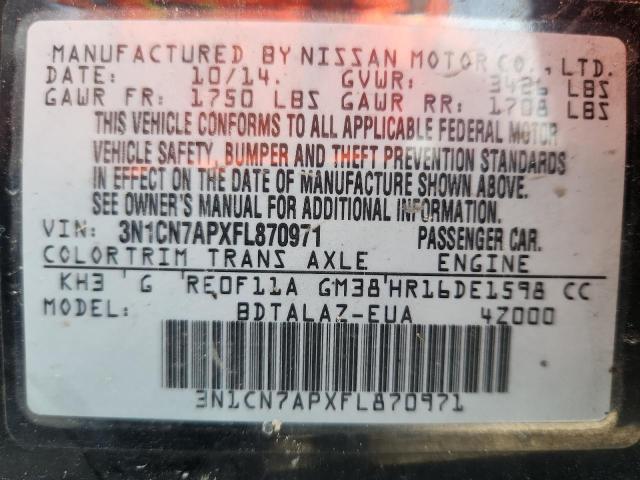 MANUFACTURED BY NISSAN MOTOR CO., LTD.
DATE: 10/14. GVWR: 3426 LBS
GAWR FR: 1750 LBS GAWR RR: 1708 LBS
THIS VEHICLE CONFORMS TO ALL APPLICABLE FEDERAL MOTOR
VEHICLE SAFETY, BUMPER AND THEFT PREVENTION STANDARDS
IN EFFECT ON THE DATE OF MANUFACTURE SHOWN ABOVE.
SEE OWNER'S MANUAL FOR ADDITIONAL INFORMATION.
VIN: 3N1CN7APXFL870971 PASSENGER CAR.
COLORTRIM TRANS AXLE ENGINE
KH3 ' G ' RE0F11A GM38'HR16DE1598 CC
MODEL: BDTALAZ-EUA 4Z000
3N1CN7APXFL870971